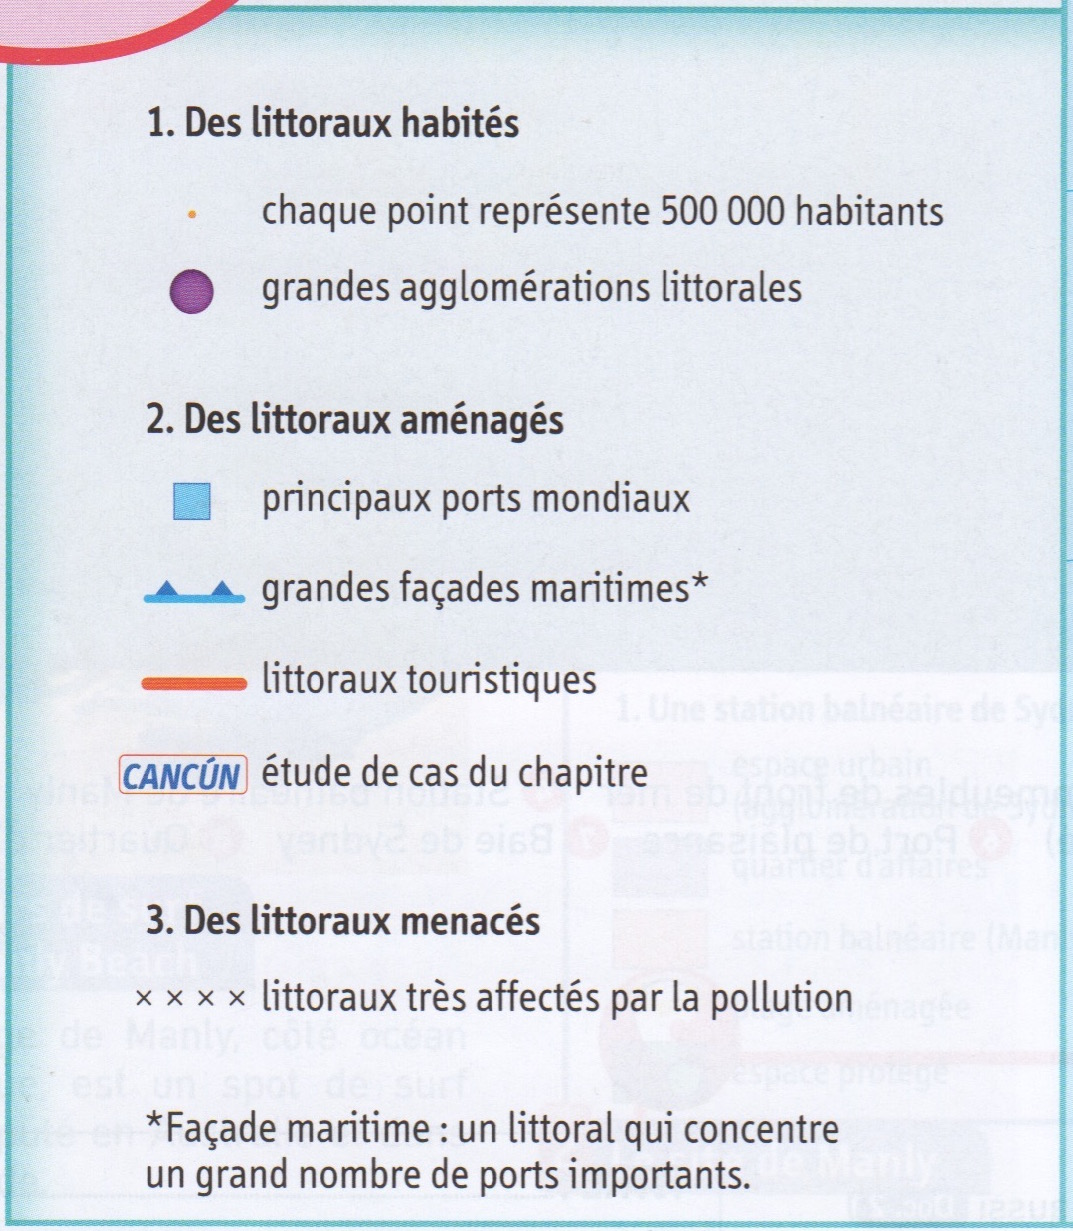 1. Des littoraux habités
chaque point représente 500 000 habitants
grandes agglomérations littorales
2. Des littoraux aménagés
principaux ports mondiaux
grandes façades maritimes*
littoraux touristiques
CANCÚN étude de cas du chapitre
3. Des littoraux menacés
× × × × littoraux très affectés par la pollution
*Façade maritime : un littoral qui concentre
un grand nombre de ports importants.